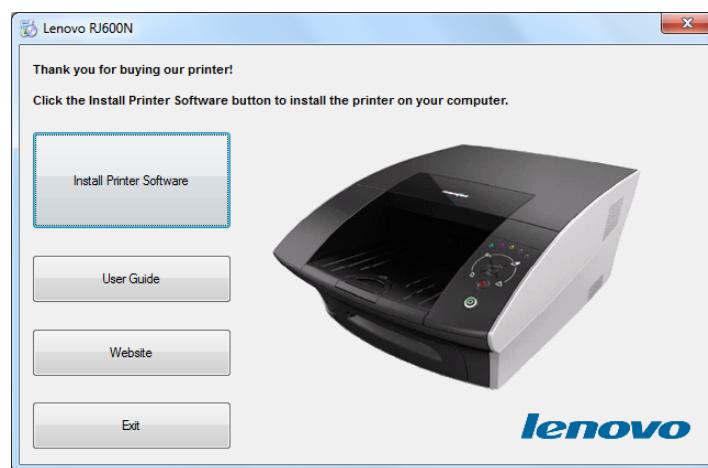 Lenovo RJ600N
Thank you for buying our printer!
Click the Install Printer Software button to install the printer on your computer.
Install Printer Software
User Guide
Website
Exit
lenovo